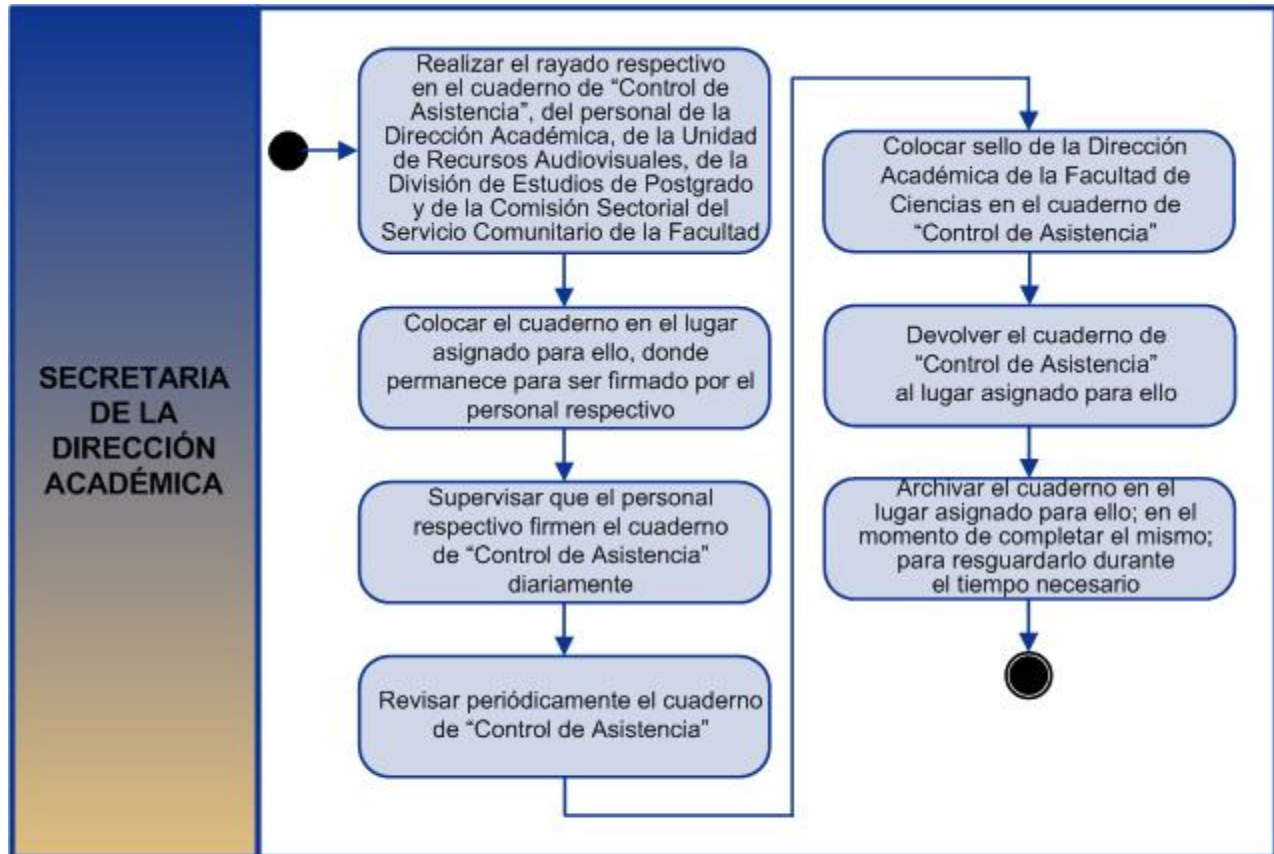 SECRETARIA
DE LA
DIRECCIÓN
ACADÉMICA
Realizar el rayado respectivo
en el cuaderno de “Control de
Asistencia”, del personal de la
Dirección Académica, de la Unidad
de Recursos Audiovisuales, de la
División de Estudios de Postgrado
y de la Comisión Sectorial del
Servicio Comunitario de la Facultad
Colocar el cuaderno en el lugar
asignado para ello, donde
permanece para ser firmado por el
personal respectivo
Supervisar que el personal
respectivo firmen el cuaderno
de “Control de Asistencia”
diariamente
Revisar periódicamente el cuaderno
de “Control de Asistencia”
Colocar sello de la Dirección
Académica de la Facultad de
Ciencias en el cuaderno de
“Control de Asistencia”
Devolver el cuaderno de
“Control de Asistencia”
al lugar asignado para ello
Archivar el cuaderno en el
lugar asignado para ello; en el
momento de completar el mismo;
para resguardarlo durante
el tiempo necesario